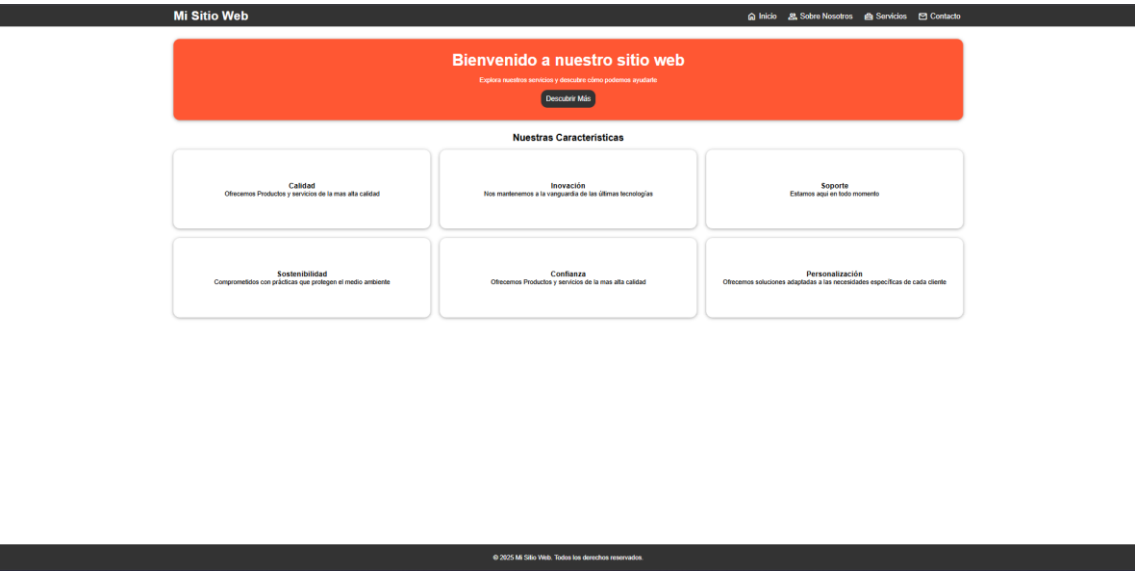 Mi Sitio Web
Inicio Sobre Nosotros Servicios Contacto
Bienvenido a nuestro sitio web
Explora nuestros servicios y descubre cómo podemos ayudarte
Descubrir Más
Nuestras Caracteristicas
Calidad
Ofrecemos Productos y servicios de la mas alta calidad
Inovación
Nos mantenemos a la vanguardia de las últimas tecnologías
Soporte
Estamos aqui en todo momento
Sostenibilidad
Comprometidos con prácticas que protegen el medio ambiente
Confianza
Ofrecemos Productos y servicios de la mas alta calidad
Personalización
Ofrecemos soluciones adaptadas a las necesidades específicas de cada cliente
© 2025 Mi Sitio Web. Todos los derechos reservados.